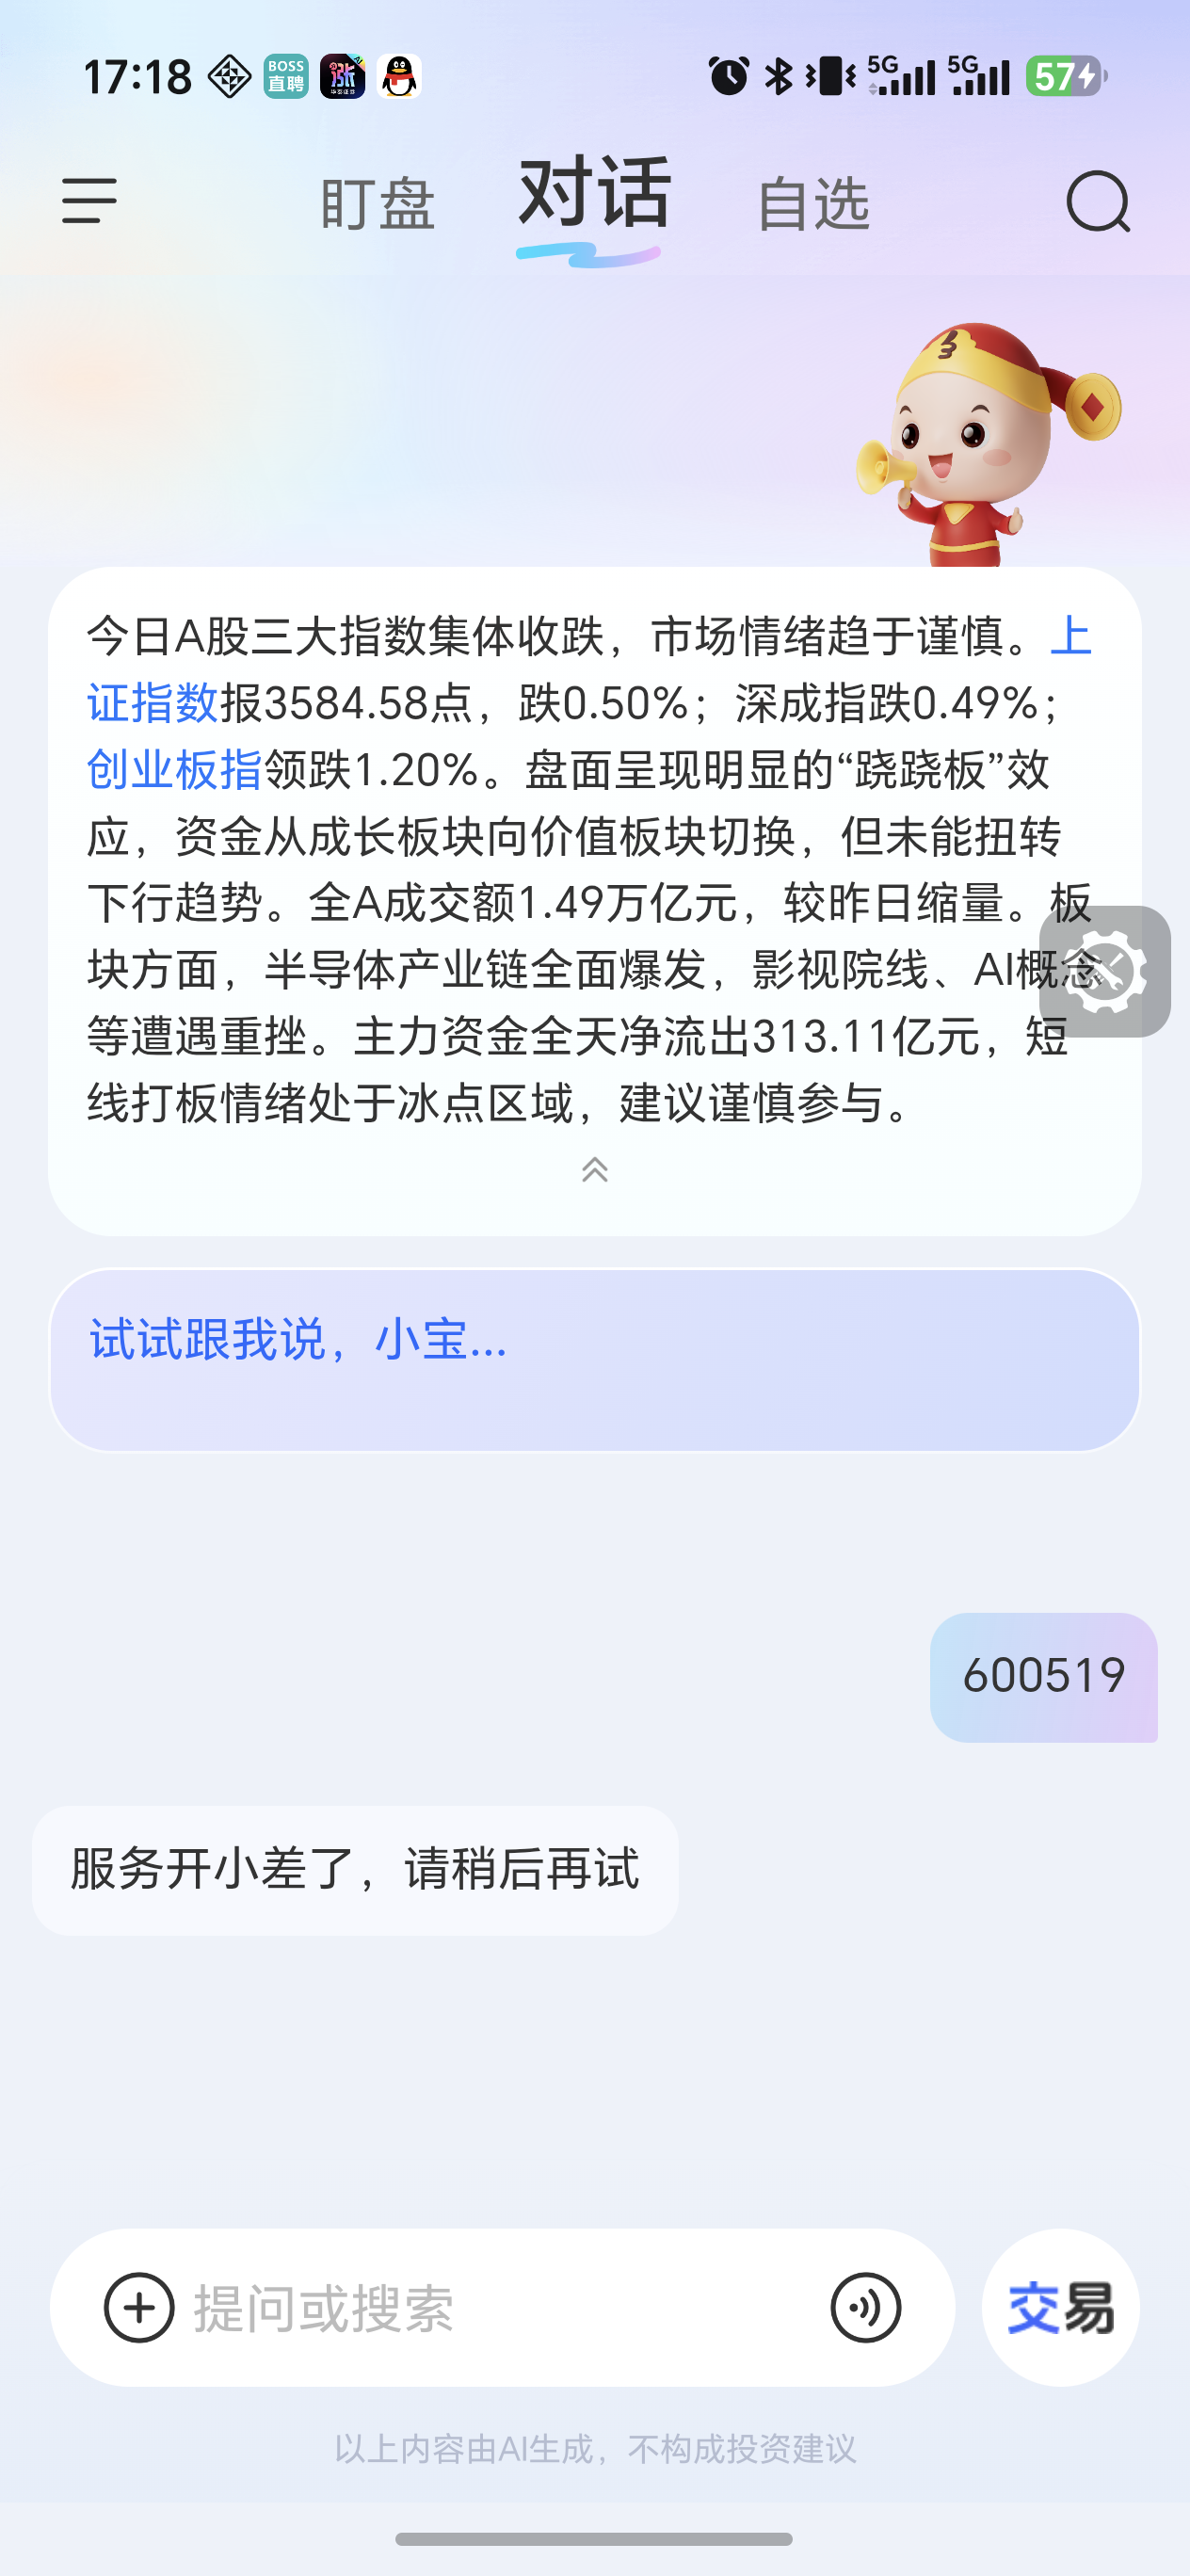 17:18
BOSS
直聘
涨
5G
5G
57
盯盘
对话
自选
今日A股三大指数集体收跌，市场情绪趋于谨慎。上
证指数报3584.58点，跌0.50%；深成指跌0.49%；
创业板指领跌1.20%。盘面呈现明显的“跷跷板”效
应，资金从成长板块向价值板块切换，但未能扭转
下行趋势。全A成交额1.49万亿元，较昨日缩量。板
块方面，半导体产业链全面爆发，影视院线、AI概念
等遭遇重挫。主力资金全天净流出313.11亿元，短
线打板情绪处于冰点区域，建议谨慎参与。
试试跟我说，小宝...
600519
服务开小差了，请稍后再试
提问或搜索
交易
以上内容由AI生成，不构成投资建议